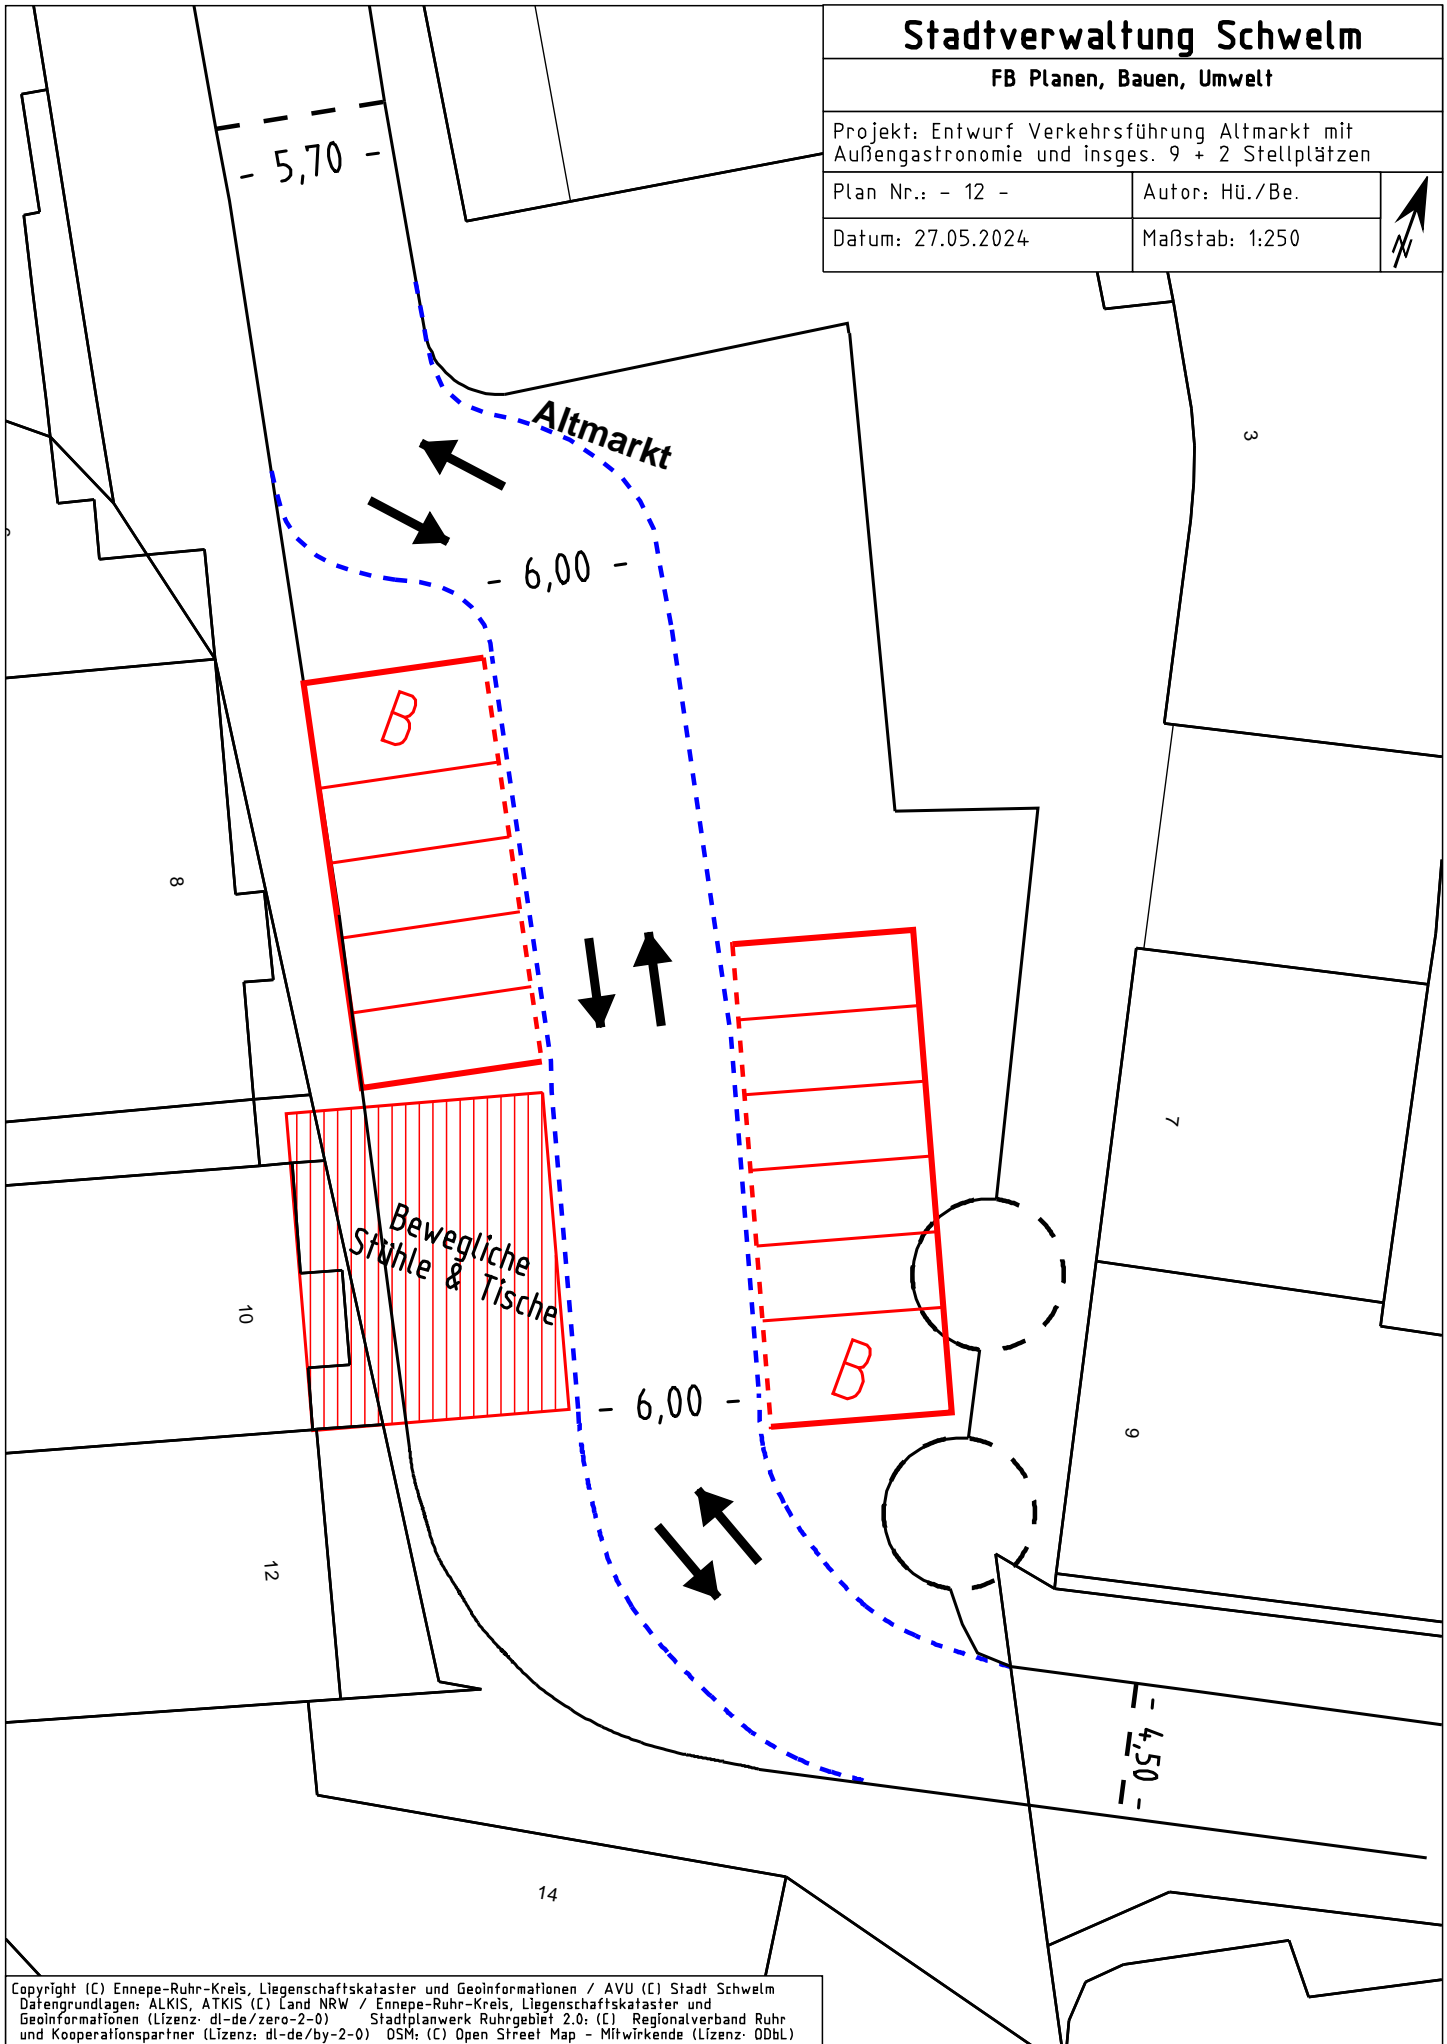 Stadtverwaltung Schwelm
FB Planen, Bauen, Umwelt
Projekt: Entwurf Verkehrsführung Altmarkt mit
Außengastronomie und insges. 9 + 2 Stellplätzen
Plan Nr.: - 12 -
Autor: Hü./Be.
Datum: 27.05.2024
Maßstab: 1:250
N
- 5,70 -
Altmarkt
3
- 6,00 -
B
8
7
Bewegliche
Stühle & Tische
10
B
- 6,00 -
9
12
- 4,50 -
14
Copyright (C) Ennepe-Ruhr-Kreis, Liegenschaftskataster und Geoinformationen / AVU (C) Stadt Schwelm
Datengrundlagen: ALKIS, ATKIS (C) Land NRW / Ennepe-Ruhr-Kreis, Liegenschaftskataster und
Geoinformationen (Lizenz: dl-de/zero-2-0) Stadtplanwerk Ruhrgebiet 2.0: (C) Regionalverband Ruhr
und Kooperationspartner (Lizenz: dl-de/by-2-0) OSM: (C) Open Street Map - Mitwirkende (Lizenz: ODbL)